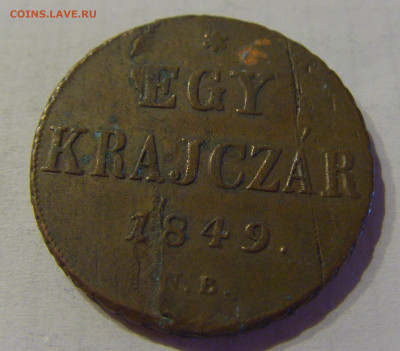 COINS.LAVE.RU
*
EGY
KRAJCZÁR
1849.
N.B.